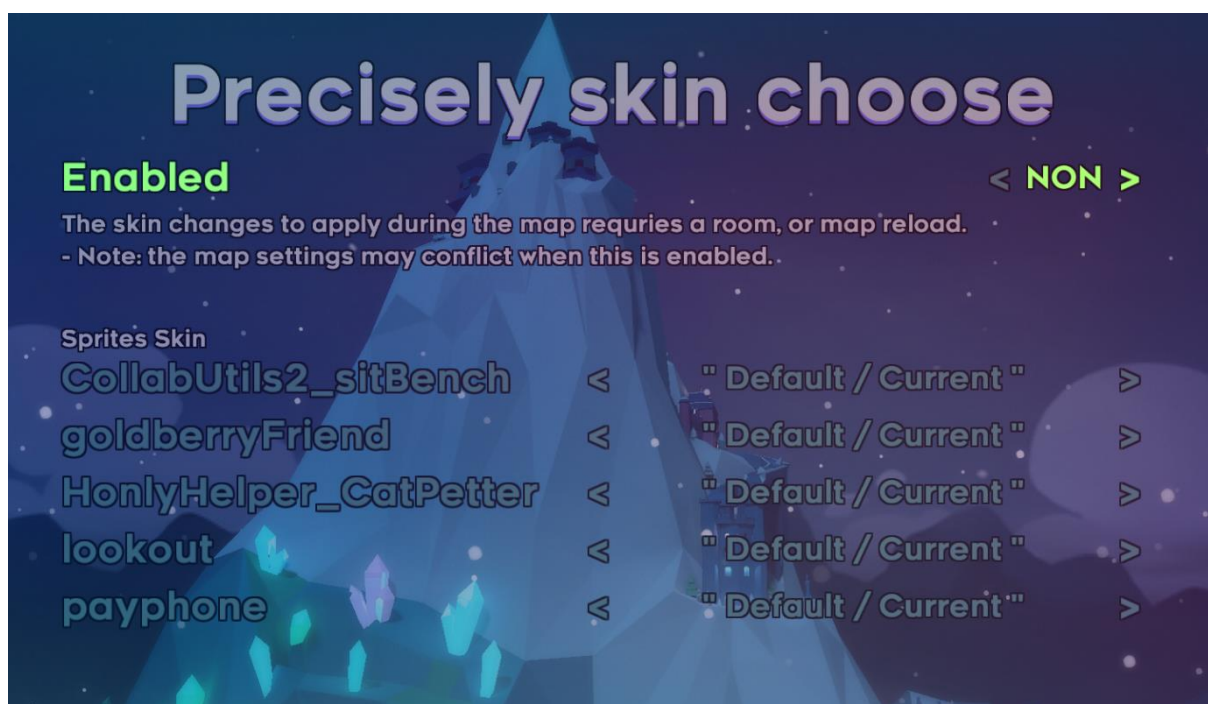 Precisely skin choose
Enabled < NON >
The skin changes to apply during the map requries a room, or map reload.
- Note: the map settings may conflict when this is enabled.
Sprites Skin
CollabUtils2_sitBench < " Default / Current " >
goldberryFriend < " Default / Current " >
HonlyHelper_CatPetter < " Default / Current " >
lookout < " Default / Current " >
payphone < " Default / Current " >